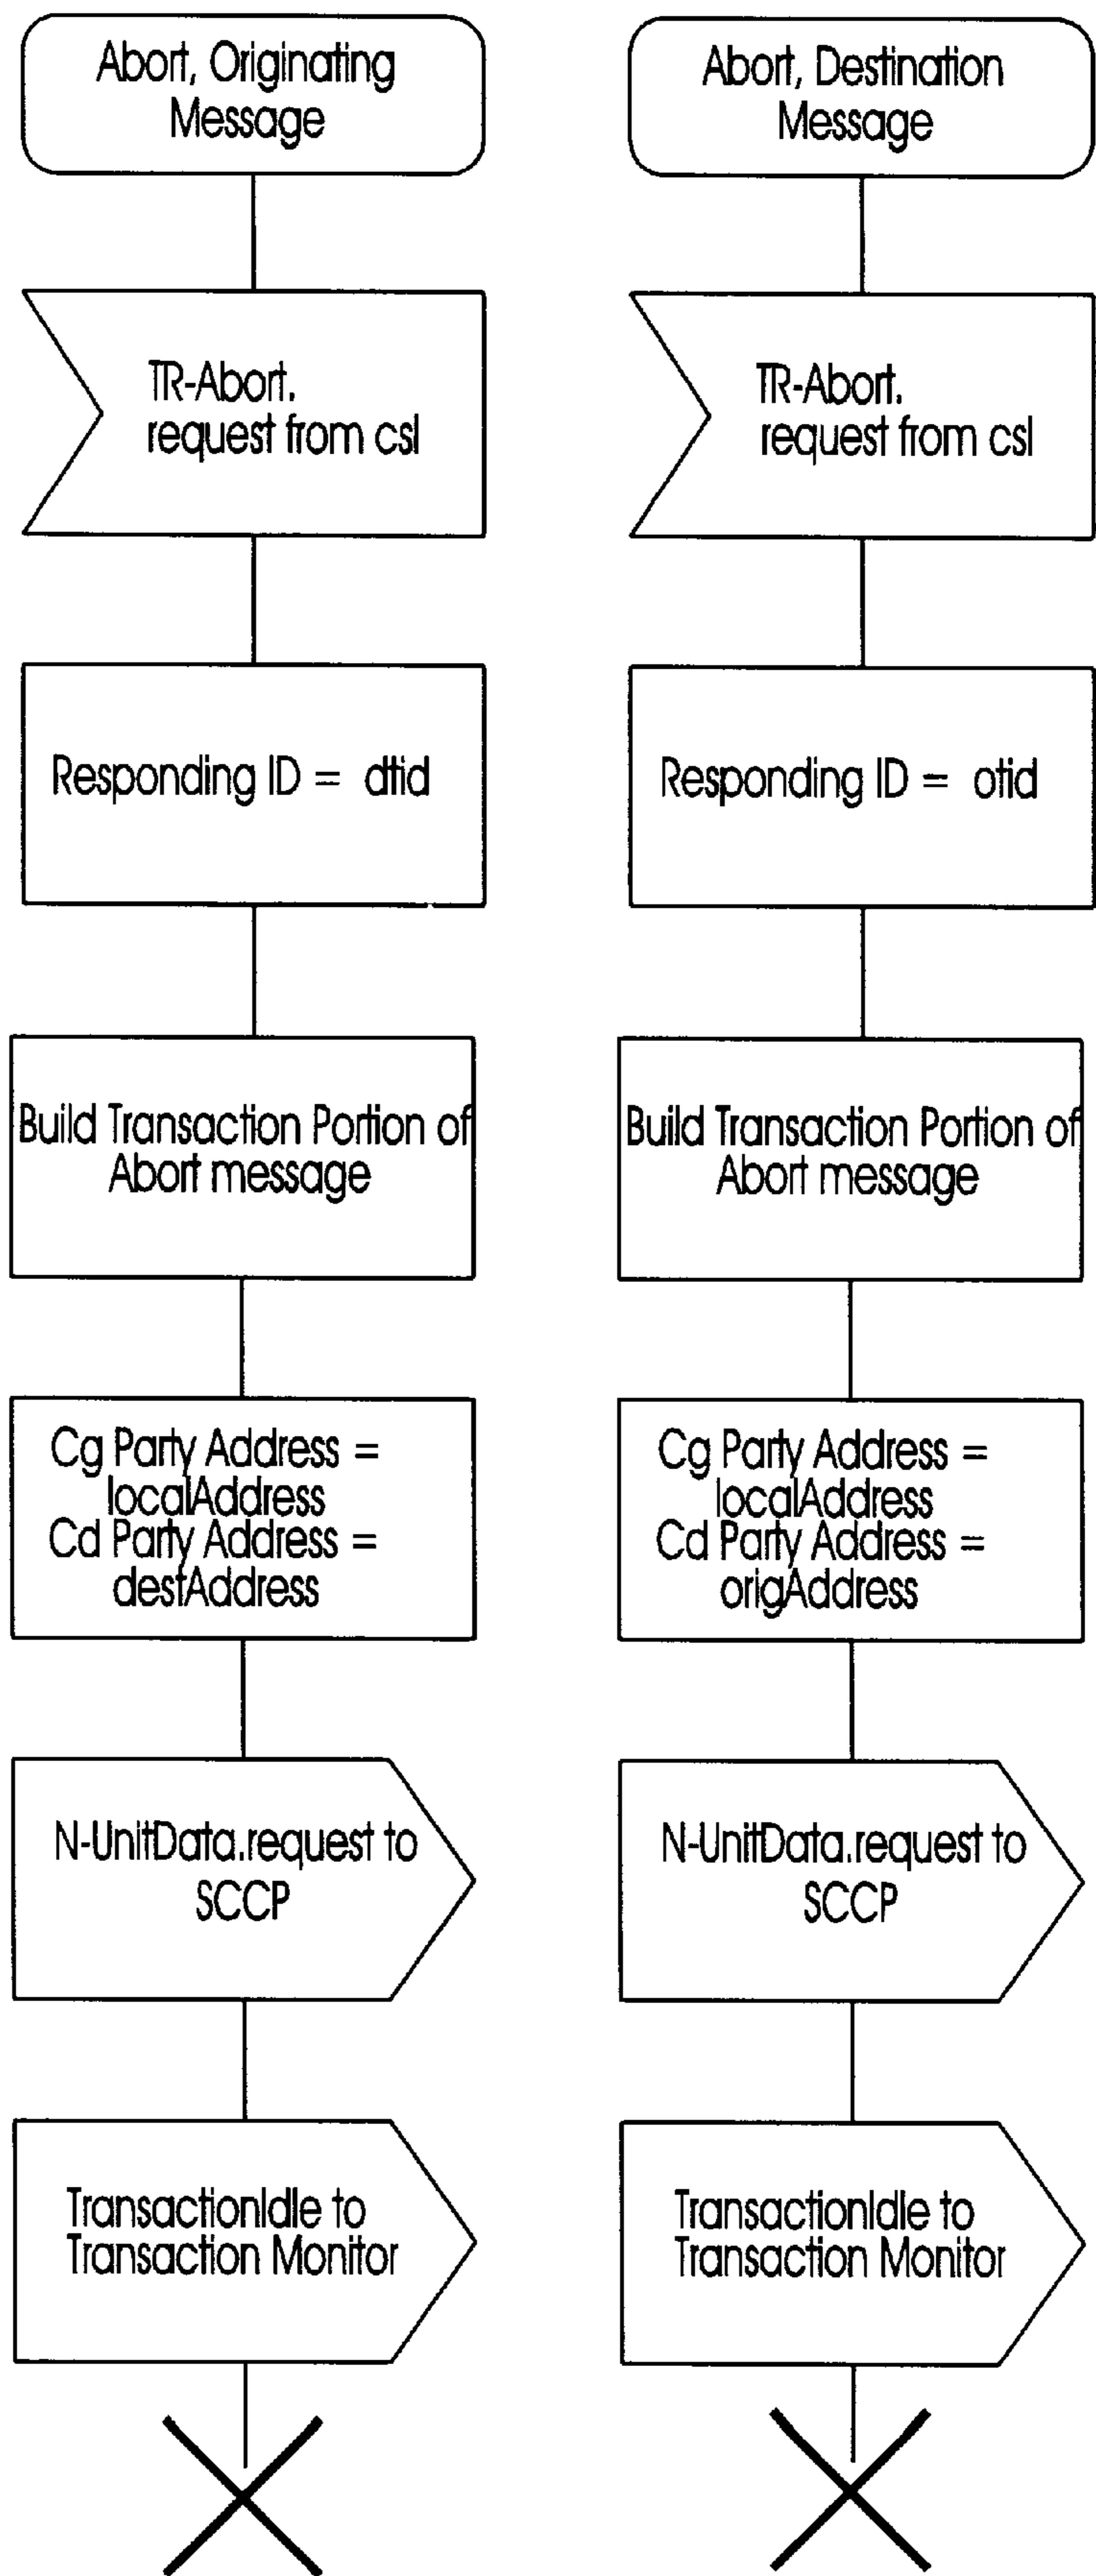 Abort, Originating
Message
TR-Abort.
request from csl
Responding ID = dtid
Build Transaction Portion of
Abort message
Cg Party Address =
localAddress
Cd Party Address =
destAddress
N-UnitData.request to
SCCP
TransactionIdle to
Transaction Monitor
Abort, Destination
Message
TR-Abort.
request from csl
Responding ID = otid
Build Transaction Portion of
Abort message
Cg Party Address =
localAddress
Cd Party Address =
origAddress
N-UnitData.request to
SCCP
TransactionIdle to
Transaction Monitor